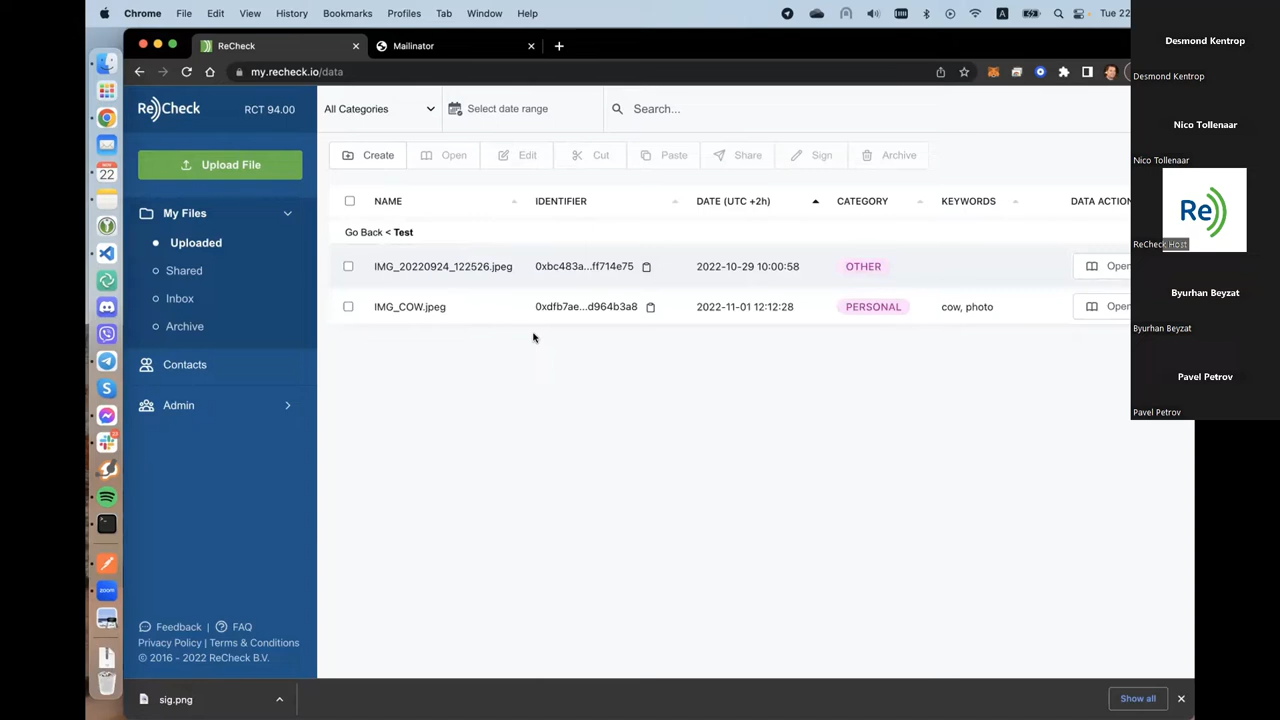 Chrome File Edit View History Bookmarks Profiles Tab Window Help A Tue 22
ReCheck Mailinator
my.recheck.io/data
Re)Check RCT 94.00 All Categories Select date range Search...
Upload File
Create Open Edit Cut Paste Share Sign Archive
My Files
Uploaded
Shared
Inbox
Archive
Contacts
Admin
NAME IDENTIFIER DATE (UTC +2h) CATEGORY KEYWORDS DATA ACTION
Go Back < Test
IMG_20220924_122526.jpeg 0xbc483a...ff714e75 2022-10-29 10:00:58 OTHER Open
IMG_COW.jpeg 0xdfb7ae...d964b3a8 2022-11-01 12:12:28 PERSONAL cow, photo Open
Feedback | FAQ
Privacy Policy | Terms & Conditions
© 2016 - 2022 ReCheck B.V.
sig.png Show all
22
zoom
Desmond Kentrop
Desmond Kentrop
Nico Tollenaar
Nico Tollenaar
Re
ReCheck Host
Byurhan Beyzat
Byurhan Beyzat
Pavel Petrov
Pavel Petrov